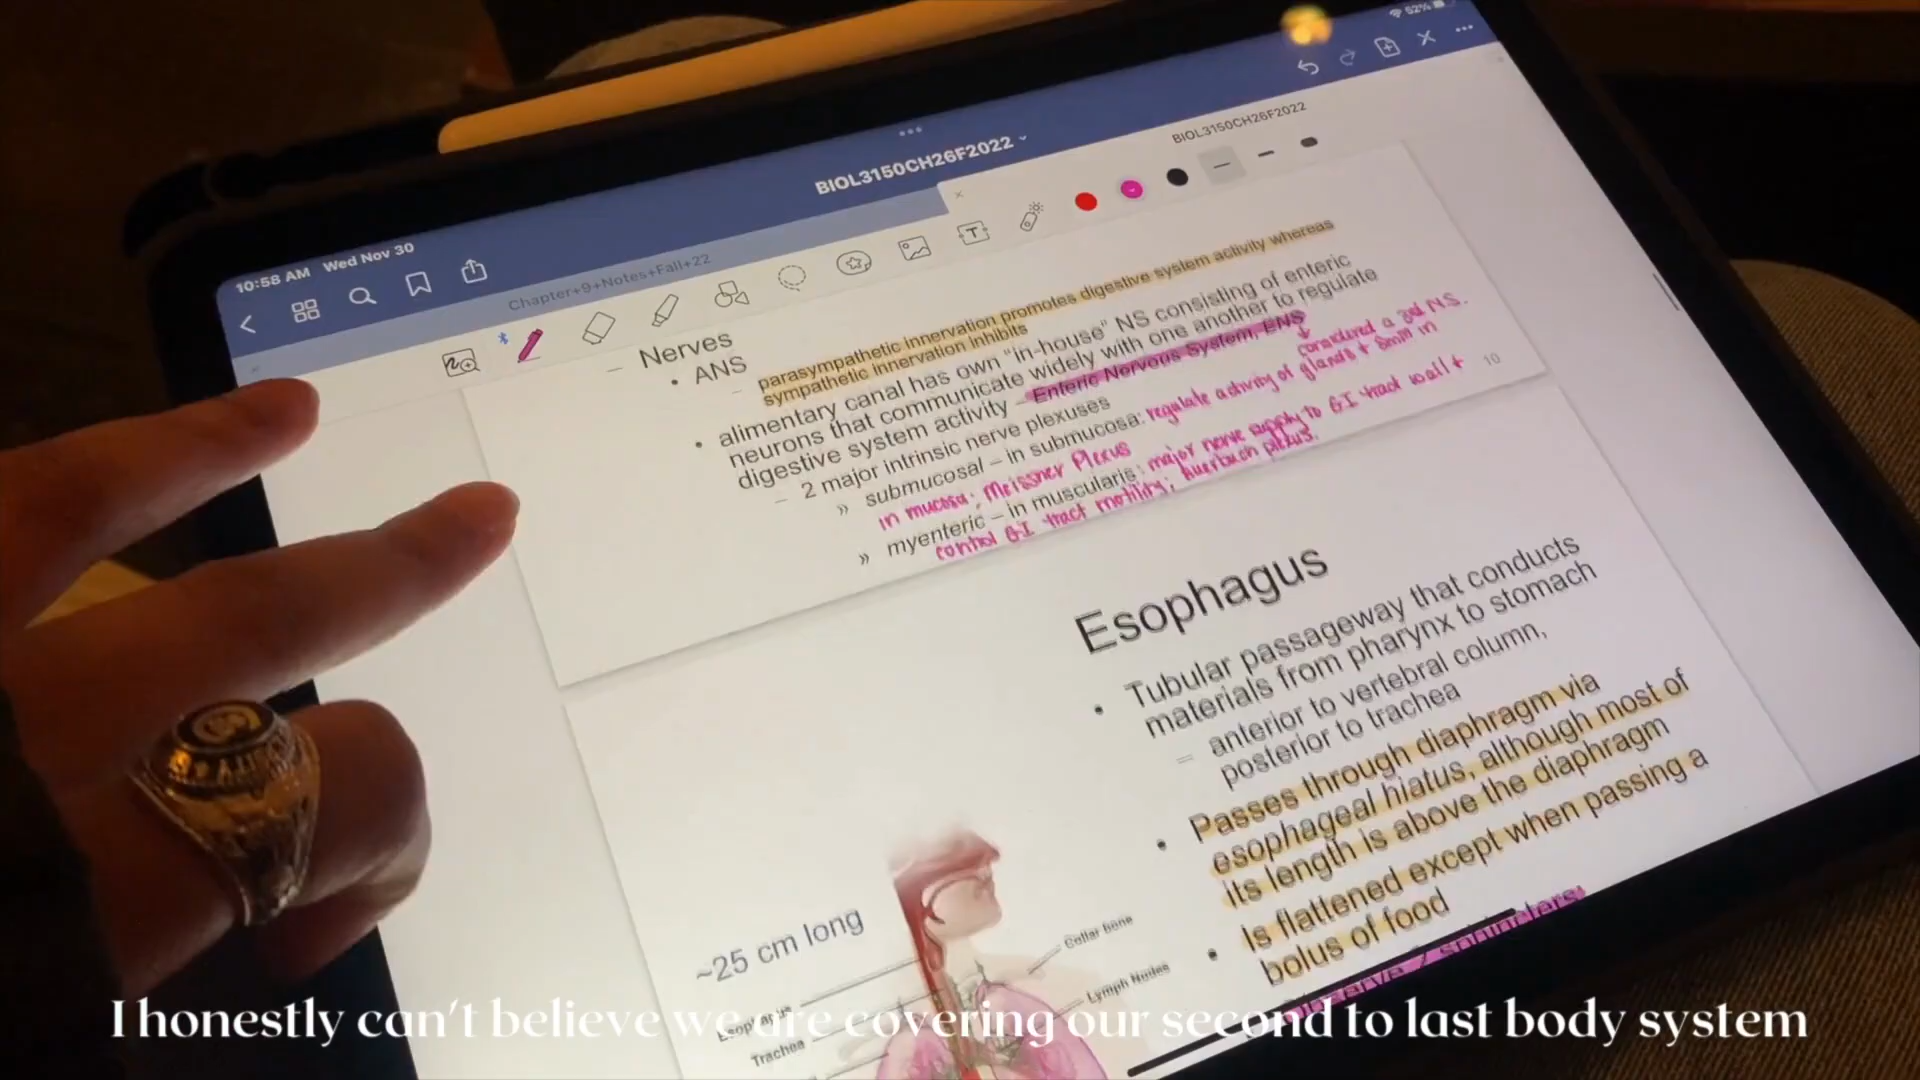 52%
10:58 AM Wed Nov 30
BIOL3150CH26F2022
BIOL3150CH26F2022
Chapter+9+Notes+Fall+22
– Nerves
• ANS
– parasympathetic innervation promotes digestive system activity whereas
sympathetic innervation inhibits
• alimentary canal has own "in-house" NS consisting of enteric
neurons that communicate widely with one another to regulate
digestive system activity – Enteric Nervous System, ENS
considered a 3rd N.S.
– 2 major intrinsic nerve plexuses
» submucosal – in submucosa: regulate activity of glands + smm in
in mucosa; Meissner Plexus
» myenteric – in muscularis: major nerve supply to GI tract wall +
control GI tract motility; Auerbach plexus.
10
Esophagus
• Tubular passageway that conducts
materials from pharynx to stomach
– anterior to vertebral column,
posterior to trachea
• Passes through diaphragm via
esophageal hiatus, although most of
its length is above the diaphragm
• Is flattened except when passing a
bolus of food
~25 cm long
Collar bone
Lymph Nodes
Esophagus
Trachea
I honestly can't believe we are covering our second to last body system